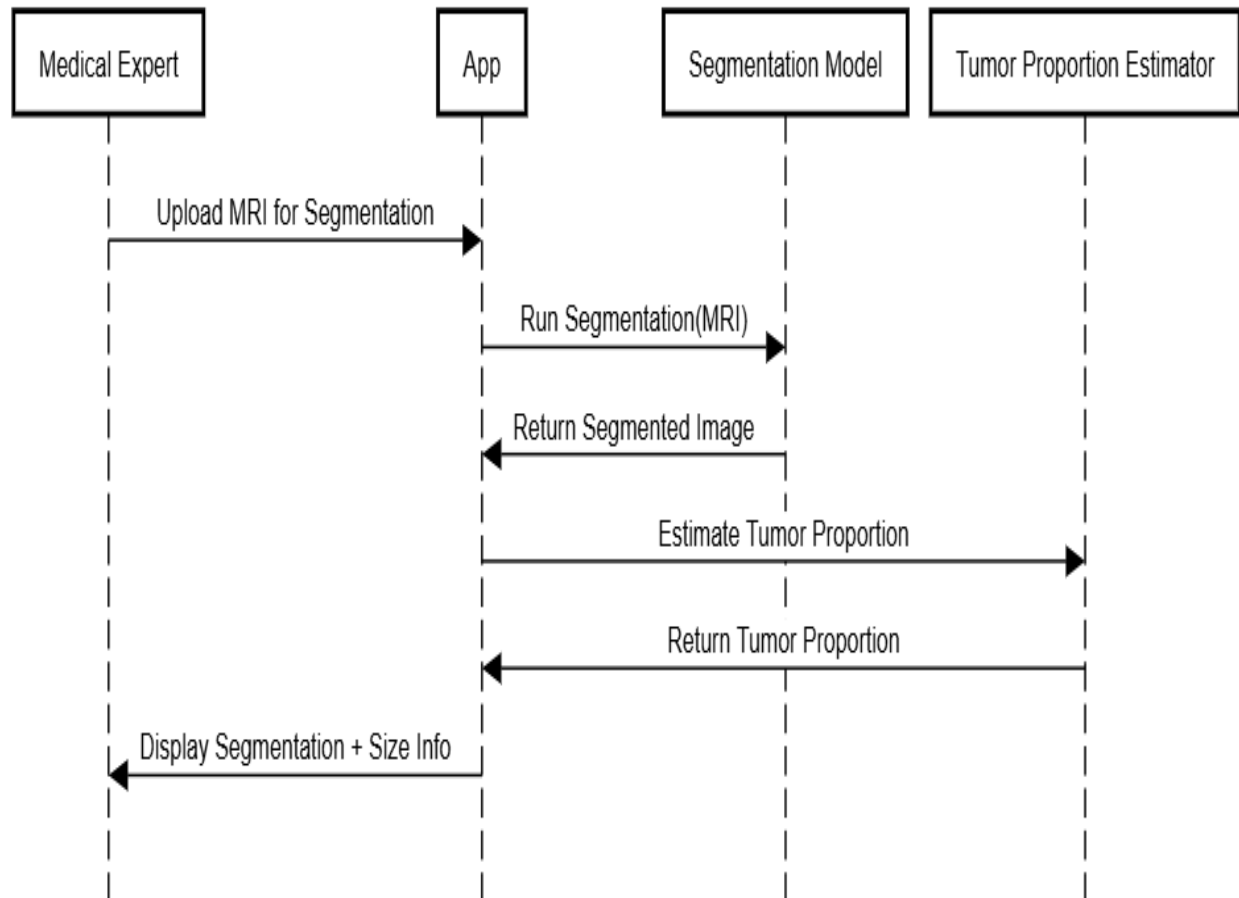 Medical Expert
App
Segmentation Model
Tumor Proportion Estimator
Upload MRI for Segmentation
Run Segmentation(MRI)
Return Segmented Image
Estimate Tumor Proportion
Return Tumor Proportion
Display Segmentation + Size Info